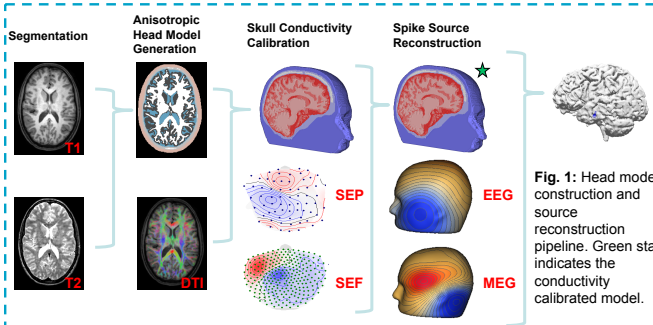 Segmentation
Anisotropic
Head Model
Generation
Skull Conductivity
Calibration
Spike Source
Reconstruction
T1
T2
DTI
SEP
SEF
EEG
MEG
Fig. 1: Head mode
construction and
source
reconstruction
pipeline. Green sta
indicates the
conductivity
calibrated model.